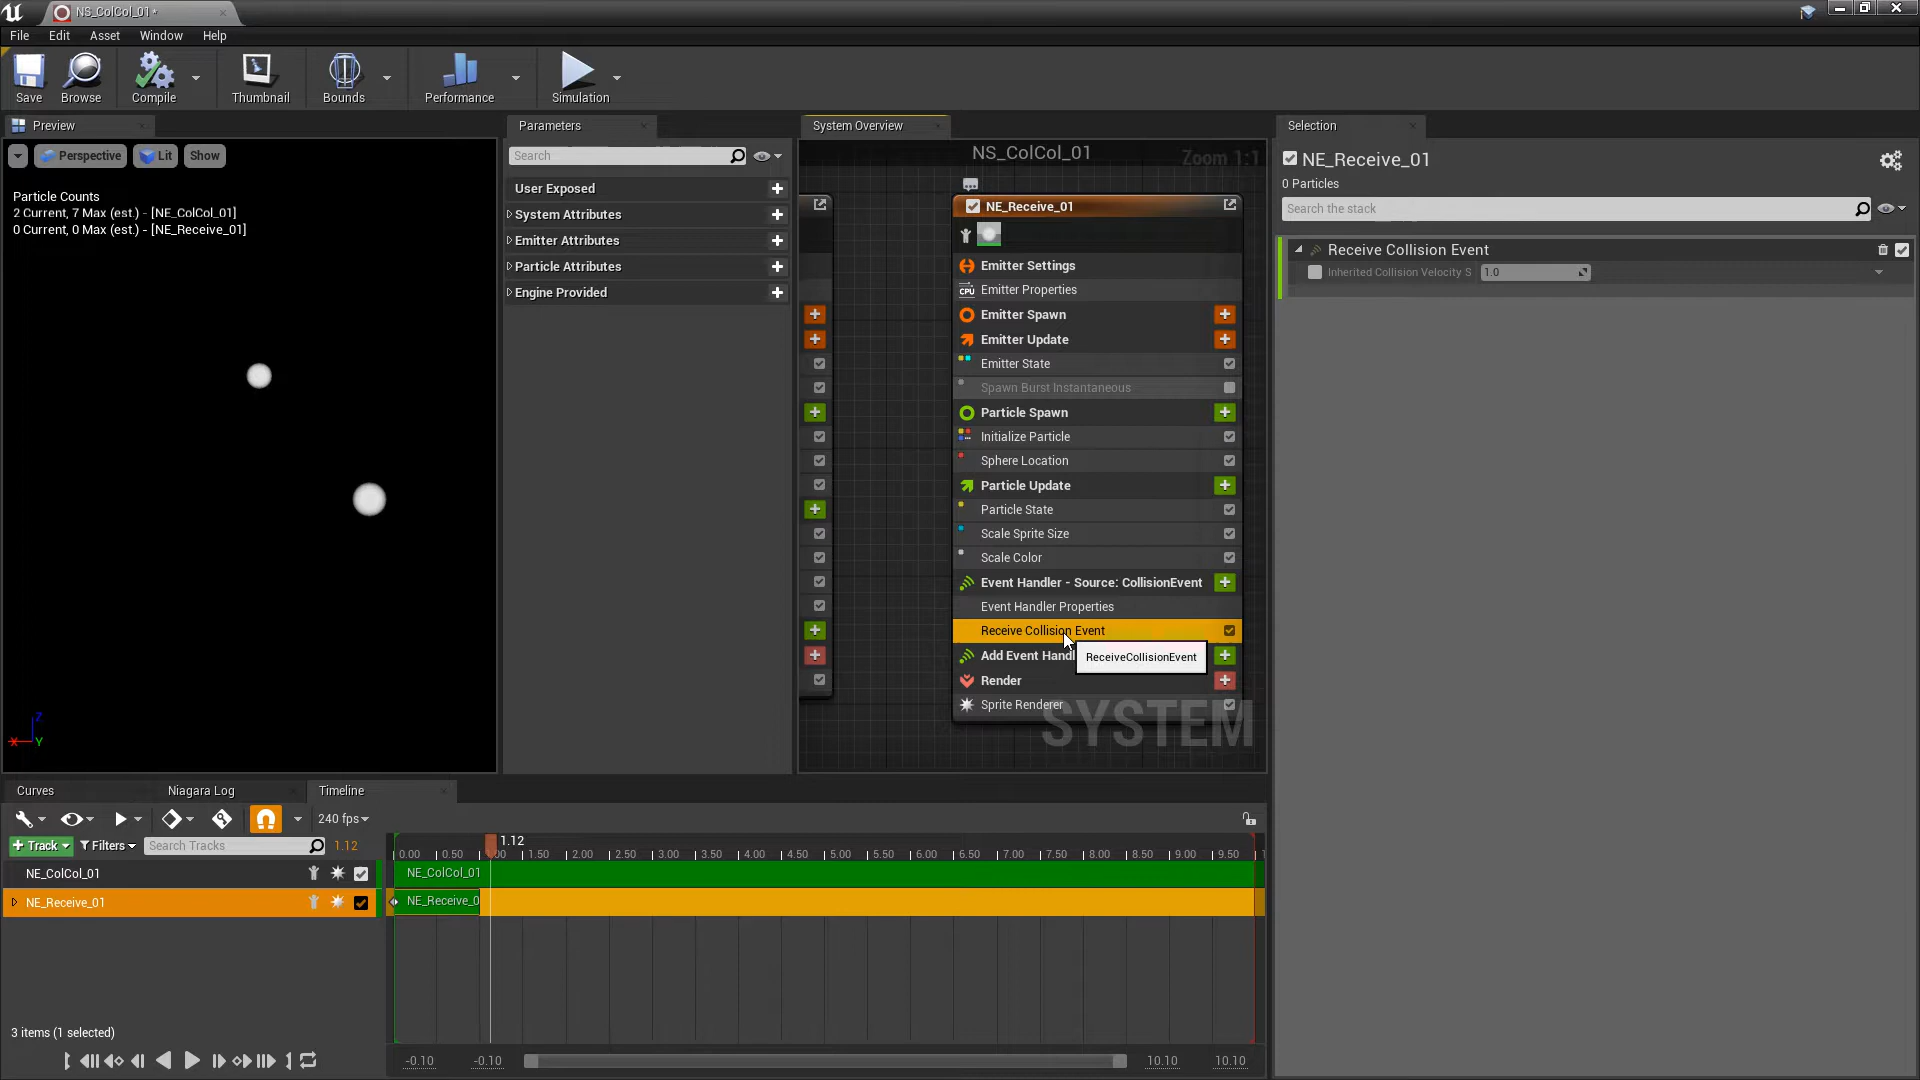 NS_ColCol_01*
File Edit Asset Window Help
Save Browse Compile Thumbnail Bounds Performance Simulation
Preview
Perspective Lit Show
Particle Counts
2 Current, 7 Max (est.) - [NE_ColCol_01]
0 Current, 0 Max (est.) - [NE_Receive_01]
Z
X Y
Parameters
Search
User Exposed
System Attributes
Emitter Attributes
Particle Attributes
Engine Provided
System Overview
NS_ColCol_01 Zoom 1:1
NE_Receive_01
Emitter Settings
CPU Emitter Properties
Emitter Spawn
Emitter Update
Emitter State
Spawn Burst Instantaneous
Particle Spawn
Initialize Particle
Sphere Location
Particle Update
Particle State
Scale Sprite Size
Scale Color
Event Handler - Source: CollisionEvent
Event Handler Properties
Receive Collision Event
Add Event Handl
ReceiveCollisionEvent
Render
Sprite Renderer
SYSTEM
Selection
NE_Receive_01
0 Particles
Search the stack
Receive Collision Event
Inherited Collision Velocity S 1.0
Curves Niagara Log Timeline
240 fps
+ Track Filters Search Tracks 1.12
1.12
0.00 0.50 1.50 2.00 2.50 3.00 3.50 4.00 4.50 5.00 5.50 6.00 6.50 7.00 7.50 8.00 8.50 9.00 9.50
NE_ColCol_01 NE_ColCol_01
NE_Receive_01 NE_Receive_0
3 items (1 selected)
-0.10 -0.10 10.10 10.10